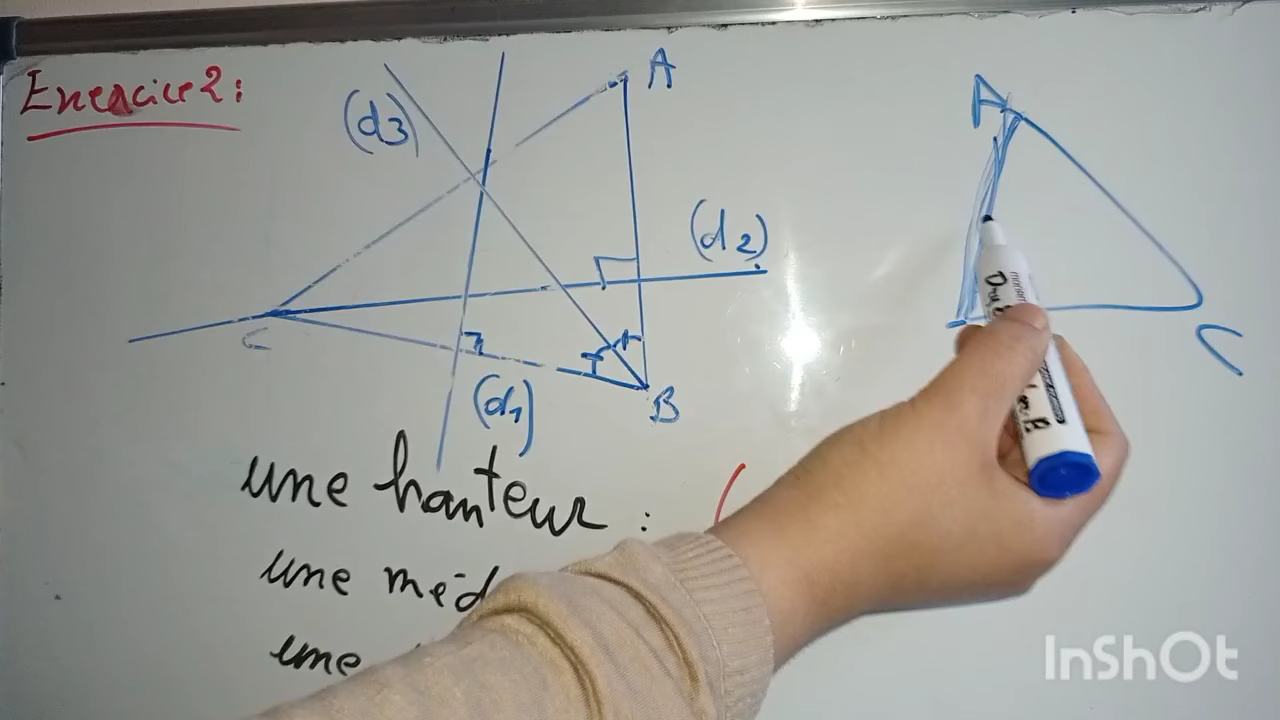 Exercice 2:
(d3)
A
(d2)
C
(d1)
B
A
C
une hauteur :
une méd
une
InShOt